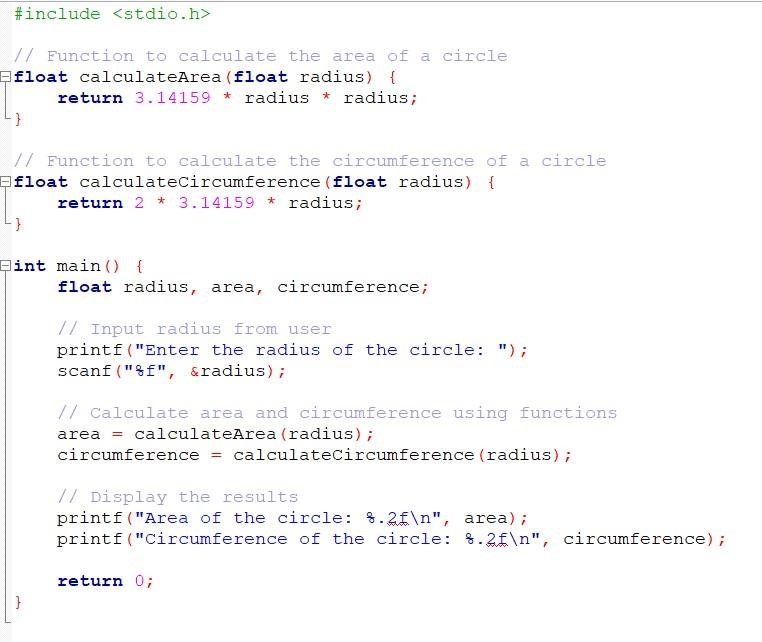 #include <stdio.h>
// Function to calculate the area of a circle
float calculateArea(float radius) {
return 3.14159 * radius * radius;
}
// Function to calculate the circumference of a circle
float calculateCircumference(float radius) {
return 2 * 3.14159 * radius;
}
int main() {
float radius, area, circumference;
// Input radius from user
printf("Enter the radius of the circle: ");
scanf("%f", &radius);
// Calculate area and circumference using functions
area = calculateArea(radius);
circumference = calculateCircumference(radius);
// Display the results
printf("Area of the circle: %.2f\n", area);
printf("Circumference of the circle: %.2f\n", circumference);
return 0;
}